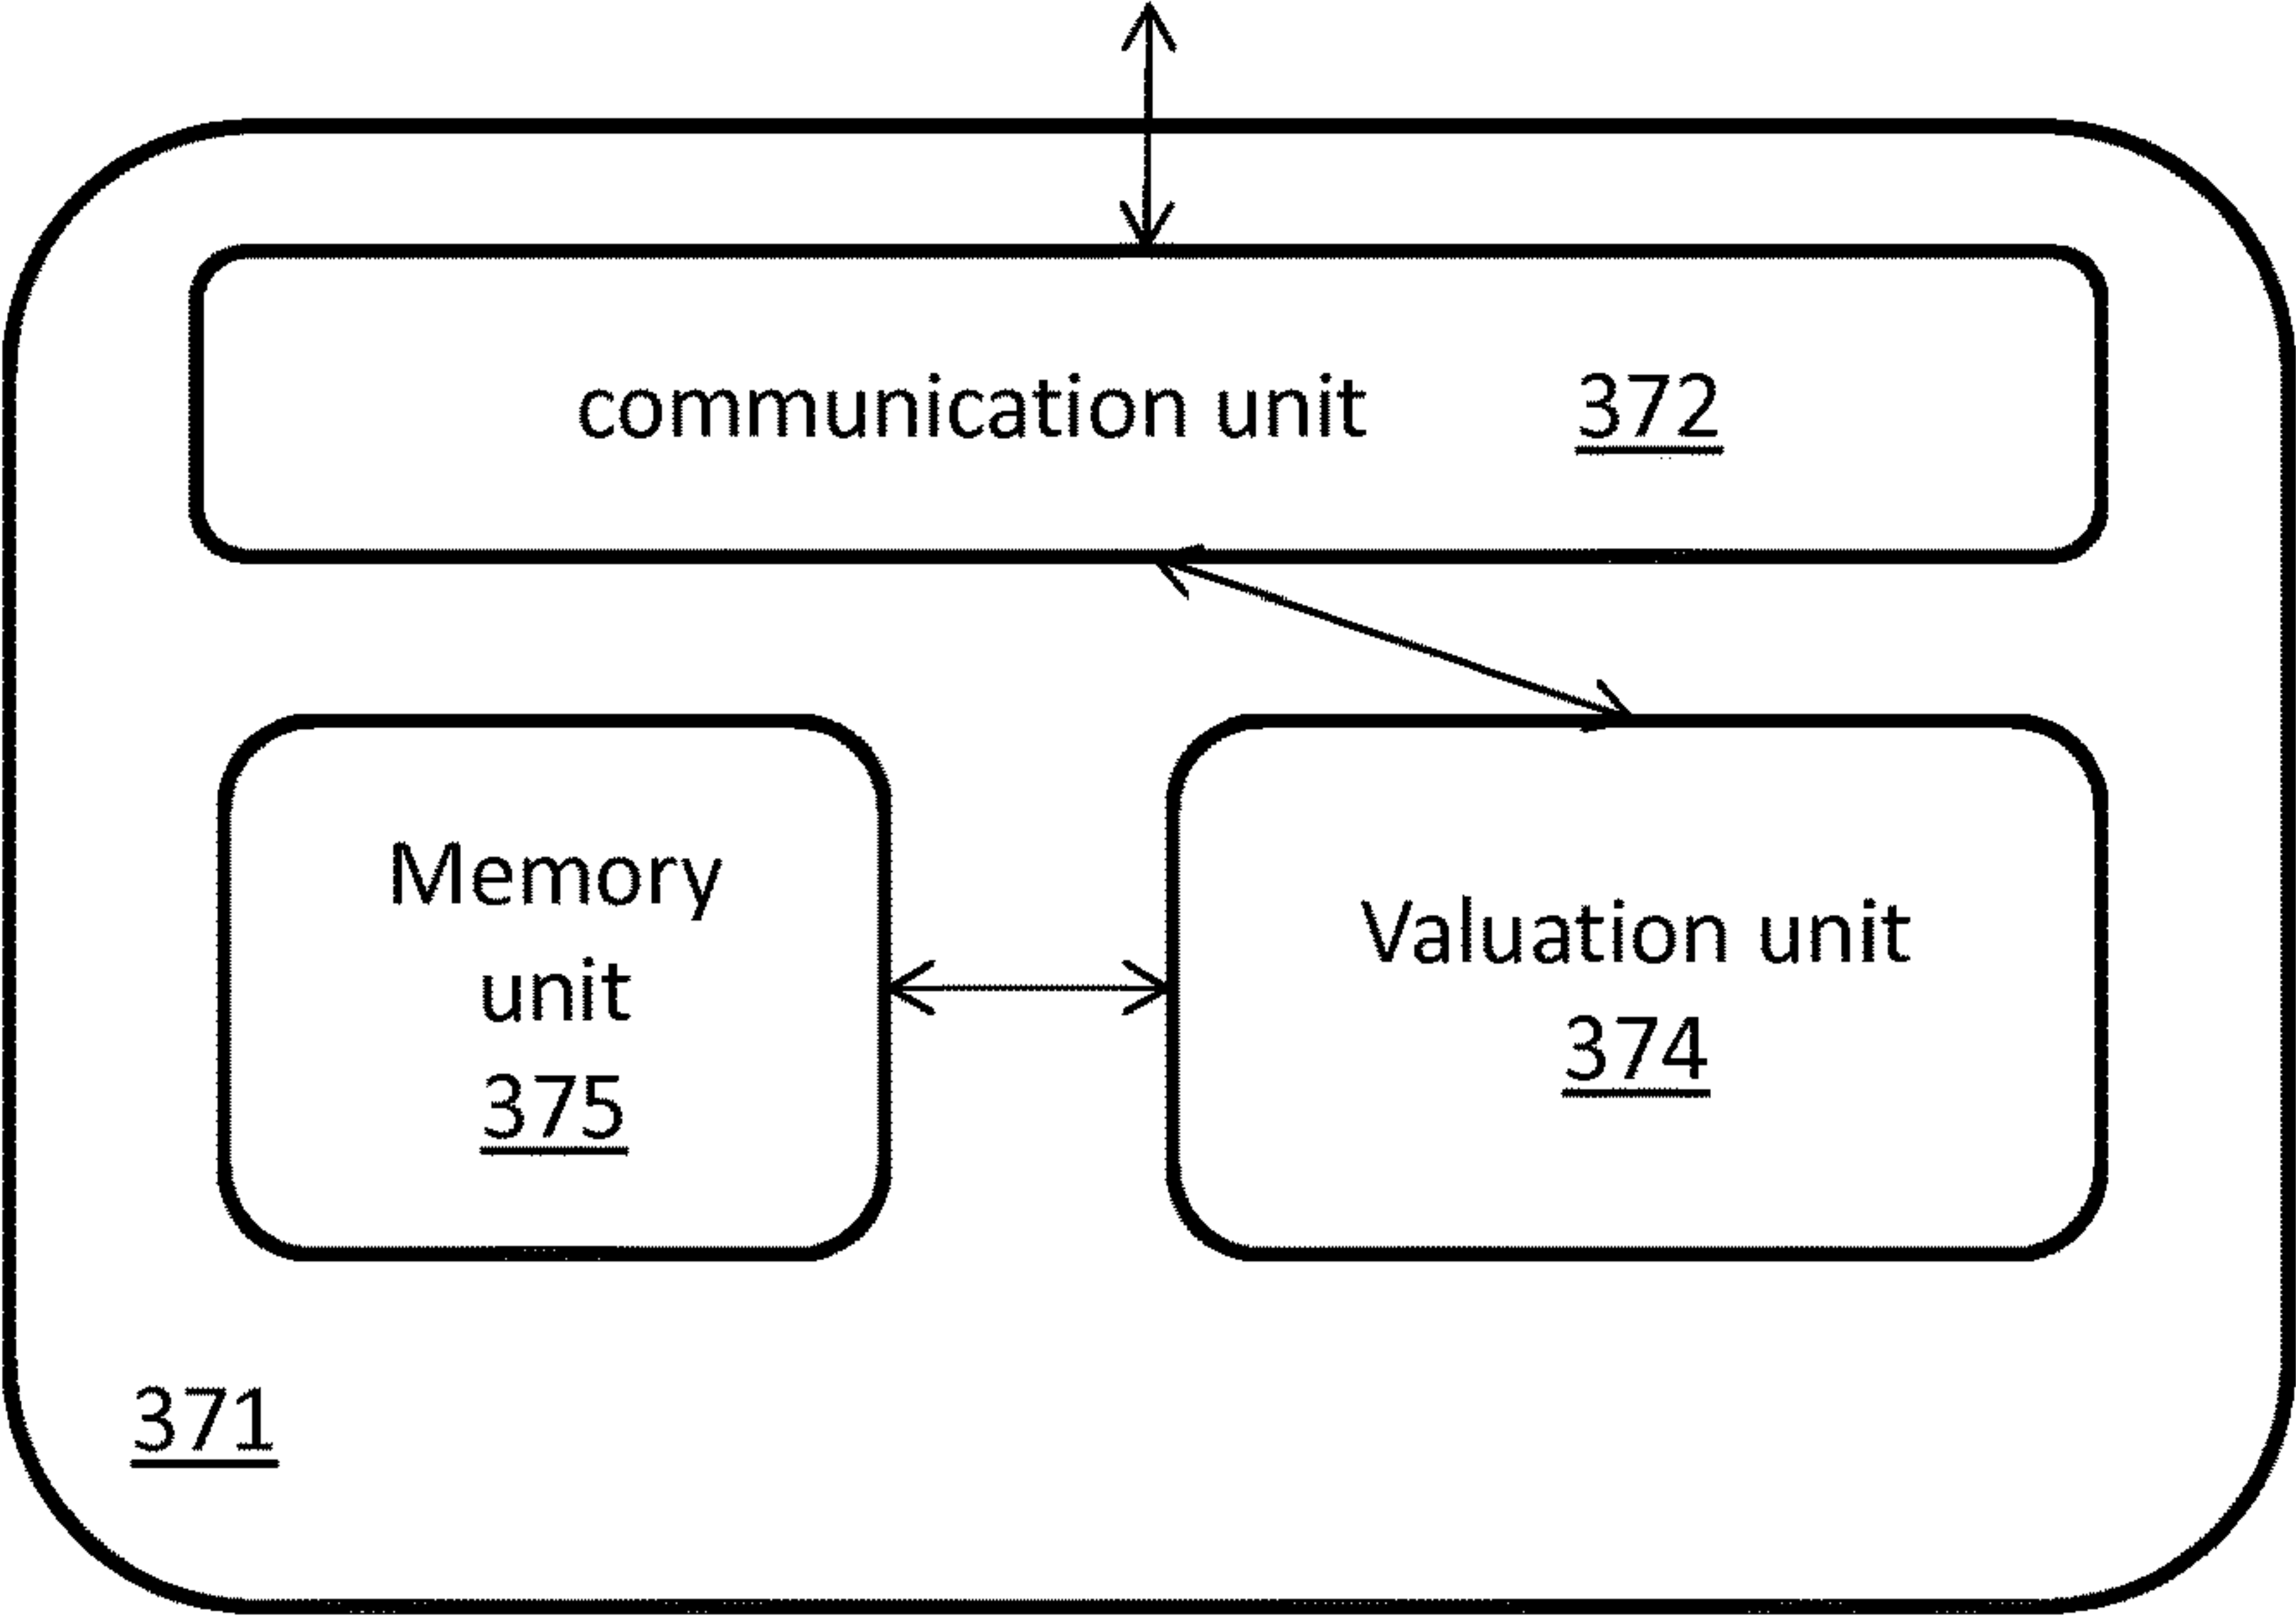 communication unit 372
Memory
unit
375
Valuation unit
374
371